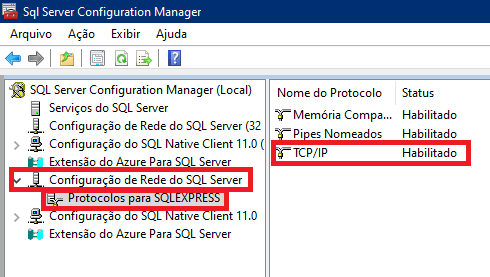 Sql Server Configuration Manager
Arquivo Ação Exibir Ajuda
SQL Server Configuration Manager (Local)
Serviços do SQL Server
Configuração de Rede do SQL Server (32
Configuração do SQL Native Client 11.0 (
Extensão do Azure Para SQL Server
Configuração de Rede do SQL Server
Protocolos para SQLEXPRESS
Configuração do SQL Native Client 11.0
Extensão do Azure Para SQL Server
Nome do Protocolo Status
Memória Compa... Habilitado
Pipes Nomeados Habilitado
TCP/IP Habilitado